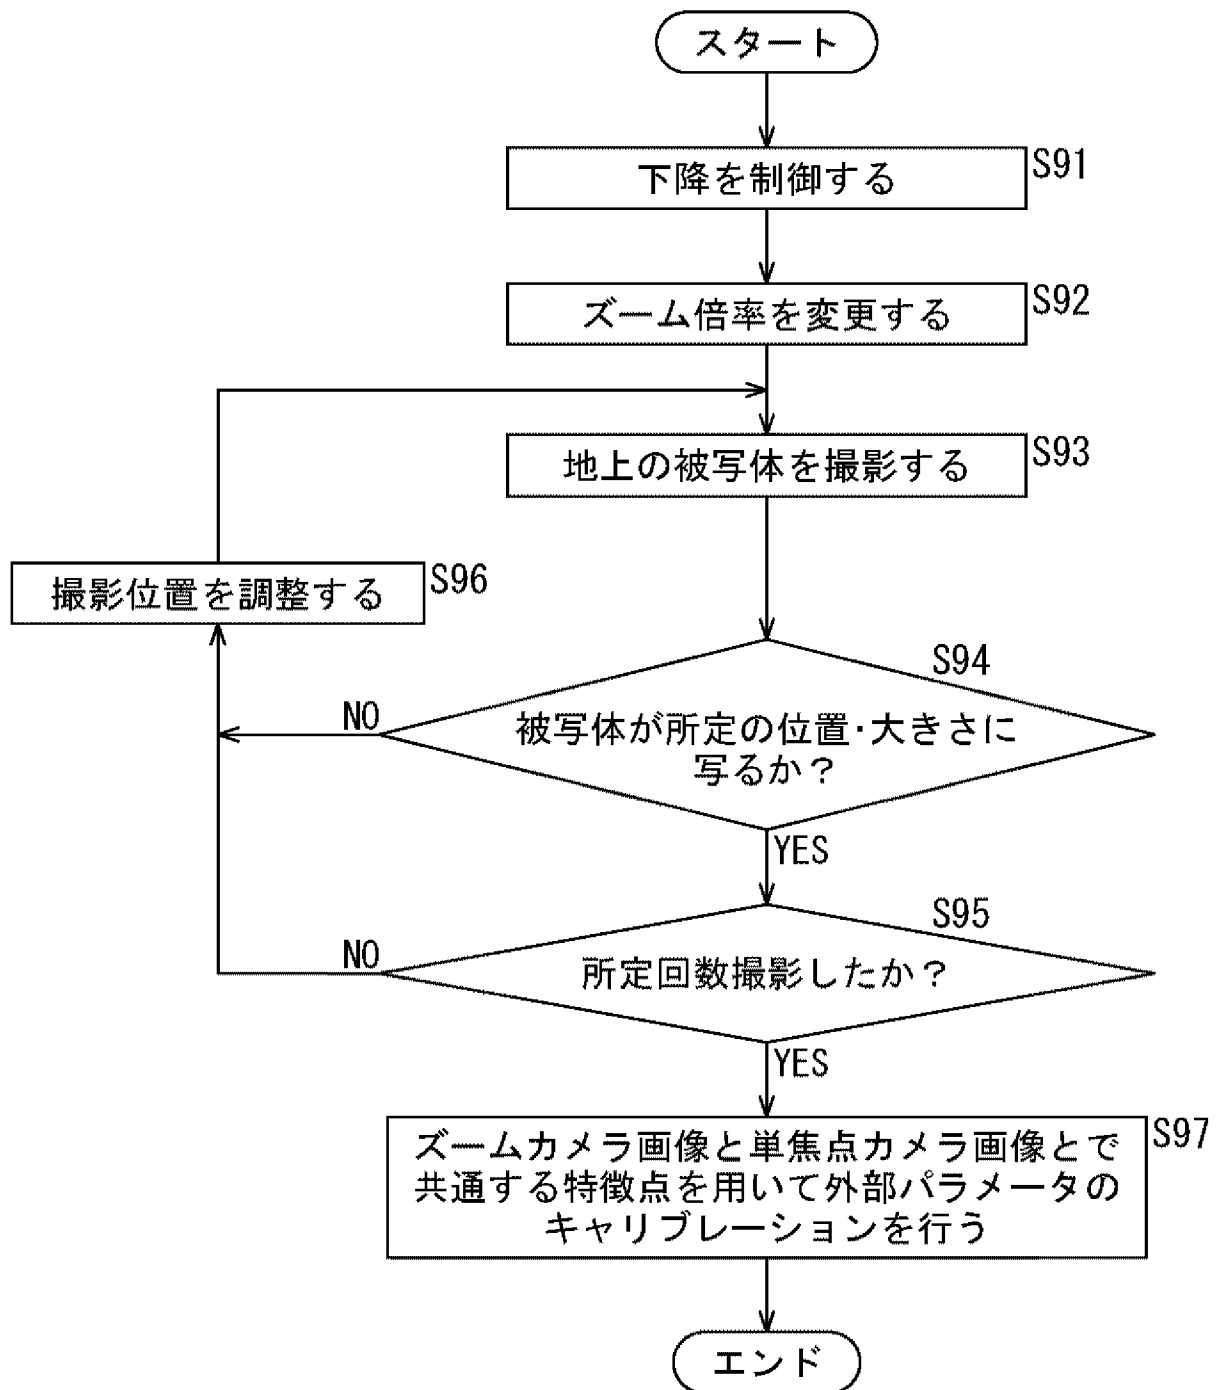 スタート
下降を制御する
S91
ズーム倍率を変更する
S92
地上の被写体を撮影する
S93
撮影位置を調整する
S96
S94
NO
被写体が所定の位置・大きさに
写るか？
YES
S95
NO
所定回数撮影したか？
YES
S97
ズームカメラ画像と単焦点カメラ画像とで
共通する特徴点を用いて外部パラメータの
キャリブレーションを行う
エンド